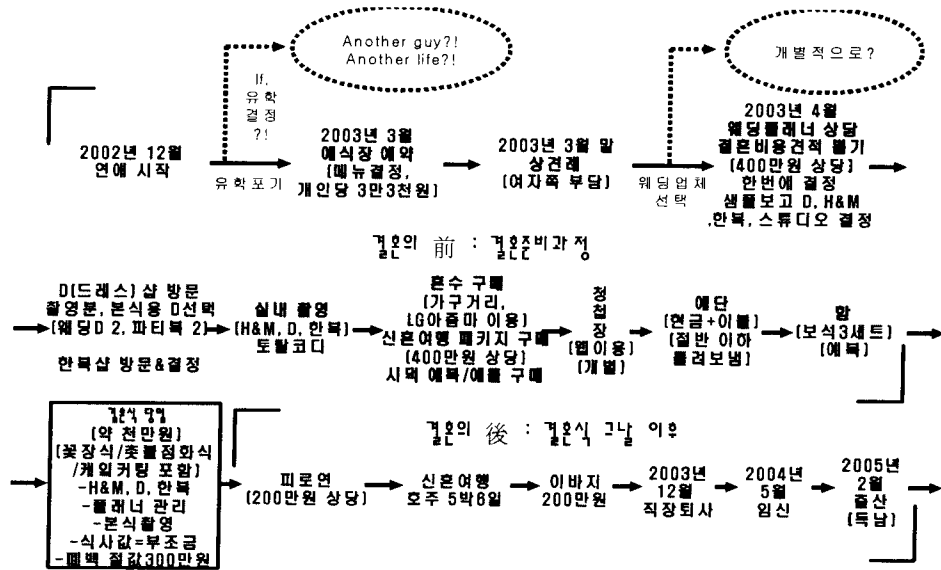 Another guy?!
Another life?!
개별적으로?
If,
유학
결정
?!
2002년 12월
연애 시작
유학포기
2003년 3월
예식장 예약
(메뉴결정,
개인당 3만3천원)
2003년 3월 말
상견례
(여자쪽 부담)
웨딩업체
선택
2003년 4월
웨딩플래너 상담
결혼비용견적 뽑기
(400만원 상당)
한번에 결정
샘플보고 D, H&M
,한복, 스튜디오 결정
결혼의 前 : 결혼준비과정
D(드레스) 샵 방문
촬영분, 본식용 D선택
(웨딩D 2, 파티복 2)
한복샵 방문&결정
실내 촬영
(H&M, D, 한복)
토탈코디
혼수 구매
(가구거리,
LG아줌마 이용)
신혼여행 패키지 구매
(400만원 상당)
시댁 예복/예물 구매
청첩장
(웹이용)
(개별)
예단
(현금+이불)
(절반 이하
돌려보냄)
함
(보석3세트)
(예복)
결혼식 당일
(약 천만원)
(꽃장식/촛불점화식
/케익커팅 포함)
-H&M, D, 한복
-플래너 관리
-본식촬영
-식사값=부조금
-폐백 절값300만원
결혼의 後 : 결혼식 그날 이후
피로연
(200만원 상당)
신혼여행
호주 5박6일
이바지
200만원
2003년
12월
직장퇴사
2004년
5월
임신
2005년
2월
출산
(득남)